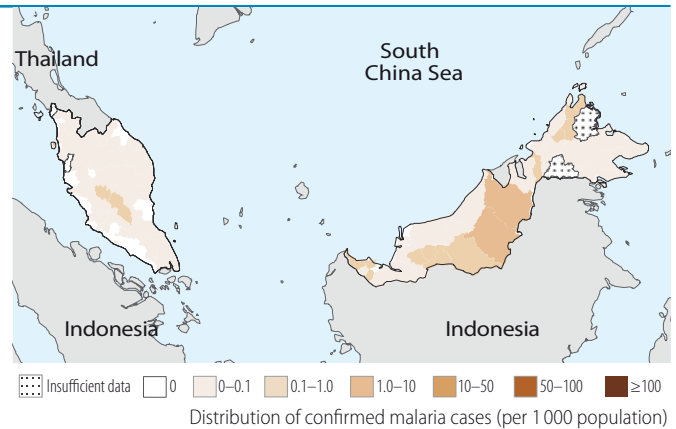 Thailand
South
China Sea
Indonesia
Indonesia
Insufficient data 0 0–0.1 0.1–1.0 1.0–10 10–50 50–100 ≥100
Distribution of confirmed malaria cases (per 1 000 population)